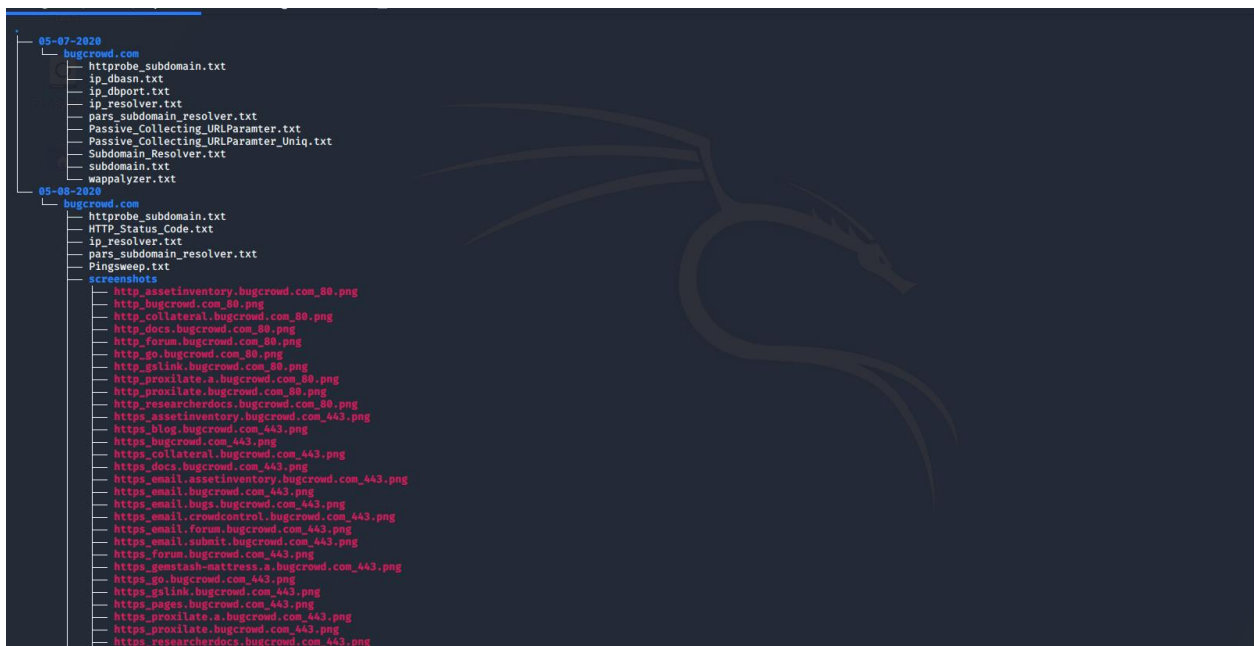 .
05-07-2020
bugcrowd.com
httprobe_subdomain.txt
ip_dbasn.txt
ip_dbport.txt
ip_resolver.txt
pars_subdomain_resolver.txt
Passive_Collecting_URLParamter.txt
Passive_Collecting_URLParamter_Uniq.txt
Subdomain_Resolver.txt
subdomain.txt
wappalyzer.txt
05-08-2020
bugcrowd.com
httprobe_subdomain.txt
HTTP_Status_Code.txt
ip_resolver.txt
pars_subdomain_resolver.txt
Pingsweep.txt
screenshots
http_assetinventory.bugcrowd.com_80.png
http_bugcrowd.com_80.png
http_collateral.bugcrowd.com_80.png
http_docs.bugcrowd.com_80.png
http_forum.bugcrowd.com_80.png
http_go.bugcrowd.com_80.png
http_gslink.bugcrowd.com_80.png
http_proxilate.a.bugcrowd.com_80.png
http_proxilate.bugcrowd.com_80.png
http_researcherdocs.bugcrowd.com_80.png
https_assetinventory.bugcrowd.com_443.png
https_blog.bugcrowd.com_443.png
https_bugcrowd.com_443.png
https_collateral.bugcrowd.com_443.png
https_docs.bugcrowd.com_443.png
https_email.assetinventory.bugcrowd.com_443.png
https_email.bugcrowd.com_443.png
https_email.bugs.bugcrowd.com_443.png
https_email.crowdcontrol.bugcrowd.com_443.png
https_email.forum.bugcrowd.com_443.png
https_email.submit.bugcrowd.com_443.png
https_forum.bugcrowd.com_443.png
https_gemstash-mattress.a.bugcrowd.com_443.png
https_go.bugcrowd.com_443.png
https_gslink.bugcrowd.com_443.png
https_pages.bugcrowd.com_443.png
https_proxilate.a.bugcrowd.com_443.png
https_proxilate.bugcrowd.com_443.png
https_researcherdocs.bugcrowd.com_443.png